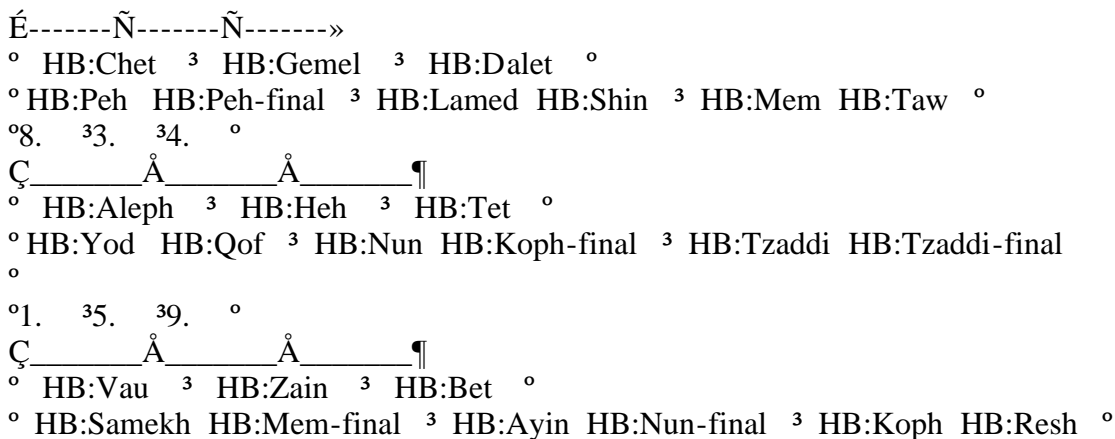 É-------Ñ-------Ñ-------»
º HB:Chet ³ HB:Gemel ³ HB:Dalet º
º HB:Peh HB:Peh-final ³ HB:Lamed HB:Shin ³ HB:Mem HB:Taw º
º8. ³3. ³4. º
Ç_______Å_______Å_______¶
º HB:Aleph ³ HB:Heh ³ HB:Tet º
º HB:Yod HB:Qof ³ HB:Nun HB:Koph-final ³ HB:Tzaddi HB:Tzaddi-final
º
º1. ³5. ³9. º
Ç_______Å_______Å_______¶
º HB:Vau ³ HB:Zain ³ HB:Bet º
º HB:Samekh HB:Mem-final ³ HB:Ayin HB:Nun-final ³ HB:Koph HB:Resh º